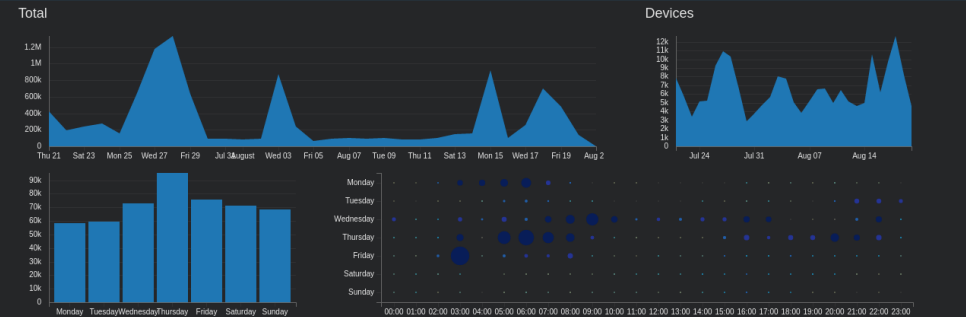 Total
Devices
1.2M
1M
800k
600k
400k
200k
0
Thu 21 Sat 23 Mon 25 Wed 27 Fri 29 Jul 31 August Wed 03 Fri 05 Aug 07 Tue 09 Thu 11 Sat 13 Mon 15 Wed 17 Fri 19 Aug 2
12k
11k
10k
9k
8k
7k
6k
5k
4k
3k
2k
1k
0
Jul 24 Jul 31 Aug 07 Aug 14
90k
80k
70k
60k
50k
40k
30k
20k
10k
0
Monday Tuesday Wednesday Thursday Friday Saturday Sunday
Monday
Tuesday
Wednesday
Thursday
Friday
Saturday
Sunday
00:00 01:00 02:00 03:00 04:00 05:00 06:00 07:00 08:00 09:00 10:00 11:00 12:00 13:00 14:00 15:00 16:00 17:00 18:00 19:00 20:00 21:00 22:00 23:00